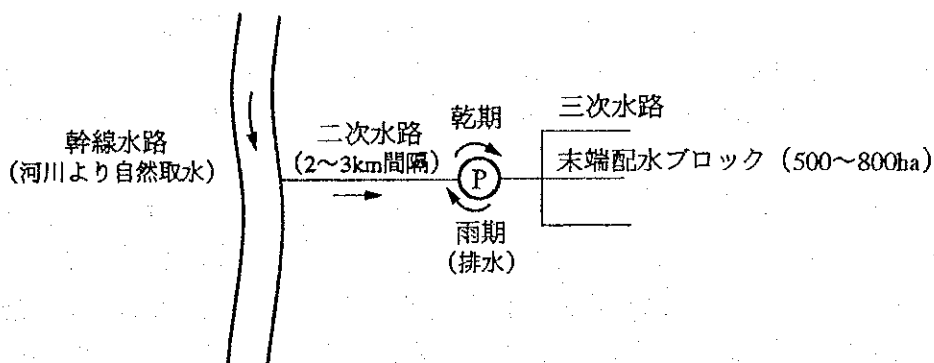 幹線水路
(河川より自然取水)
二次水路
(2～3km間隔)
乾期
P
雨期
(排水)
三次水路
末端配水ブロック (500～800ha)